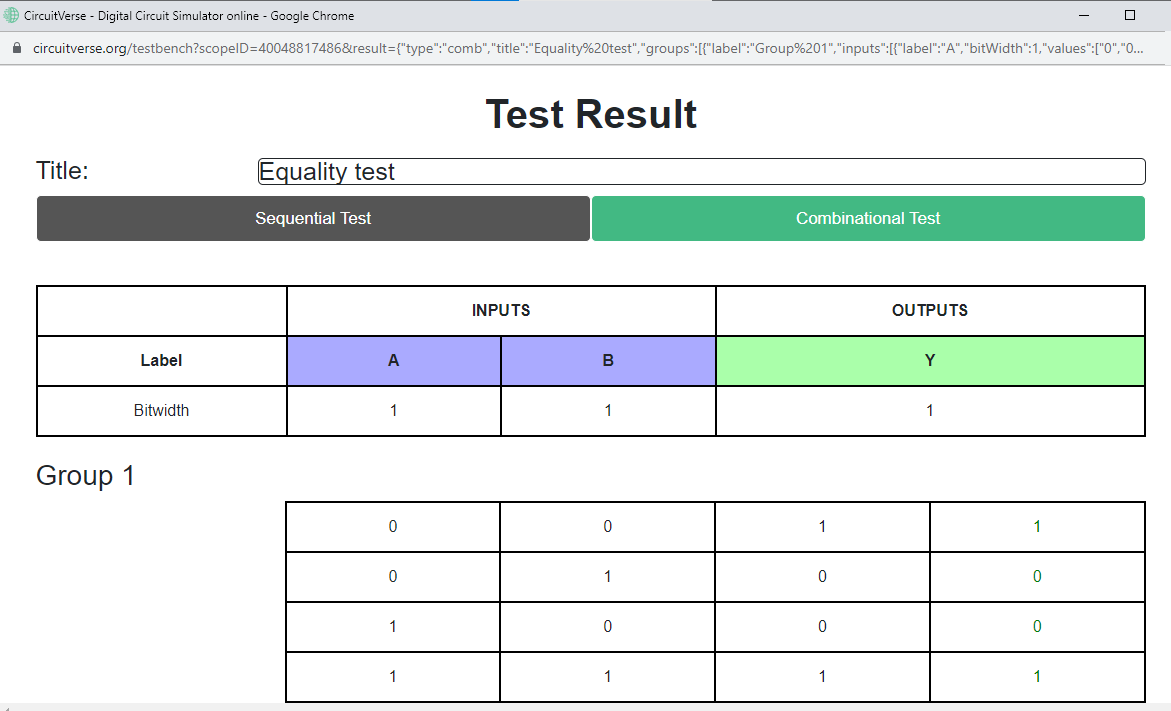 CircuitVerse - Digital Circuit Simulator online - Google Chrome
circuitverse.org/testbench?scopeID=40048817486&result={"type":"comb","title":"Equality%20test","groups":[{"label":"Group%201","inputs":[{"label":"A","bitWidth":1,"values":["0","0...
Test Result
Title: Equality test
Sequential Test Combinational Test
INPUTS OUTPUTS
Label A B Y
Bitwidth 1 1 1
Group 1
0 0 1 1
0 1 0 0
1 0 0 0
1 1 1 1